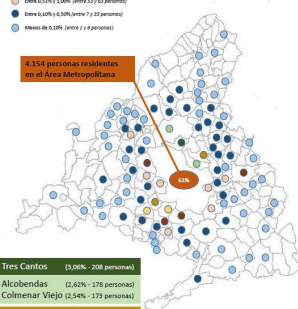 Entre 0,51% y 1,00% (entre 33 y 65 personas)
Entre 0,10% y 0,50% (entre 7 y 33 personas)
Menos de 0,10% (entre 1 y 6 personas)
4.154 personas residentes
en el Área Metropolitana
61%
Tres Cantos (3,06% - 208 personas)
Alcobendas (2,62% - 178 personas)
Colmenar Viejo (2,54% - 173 personas)